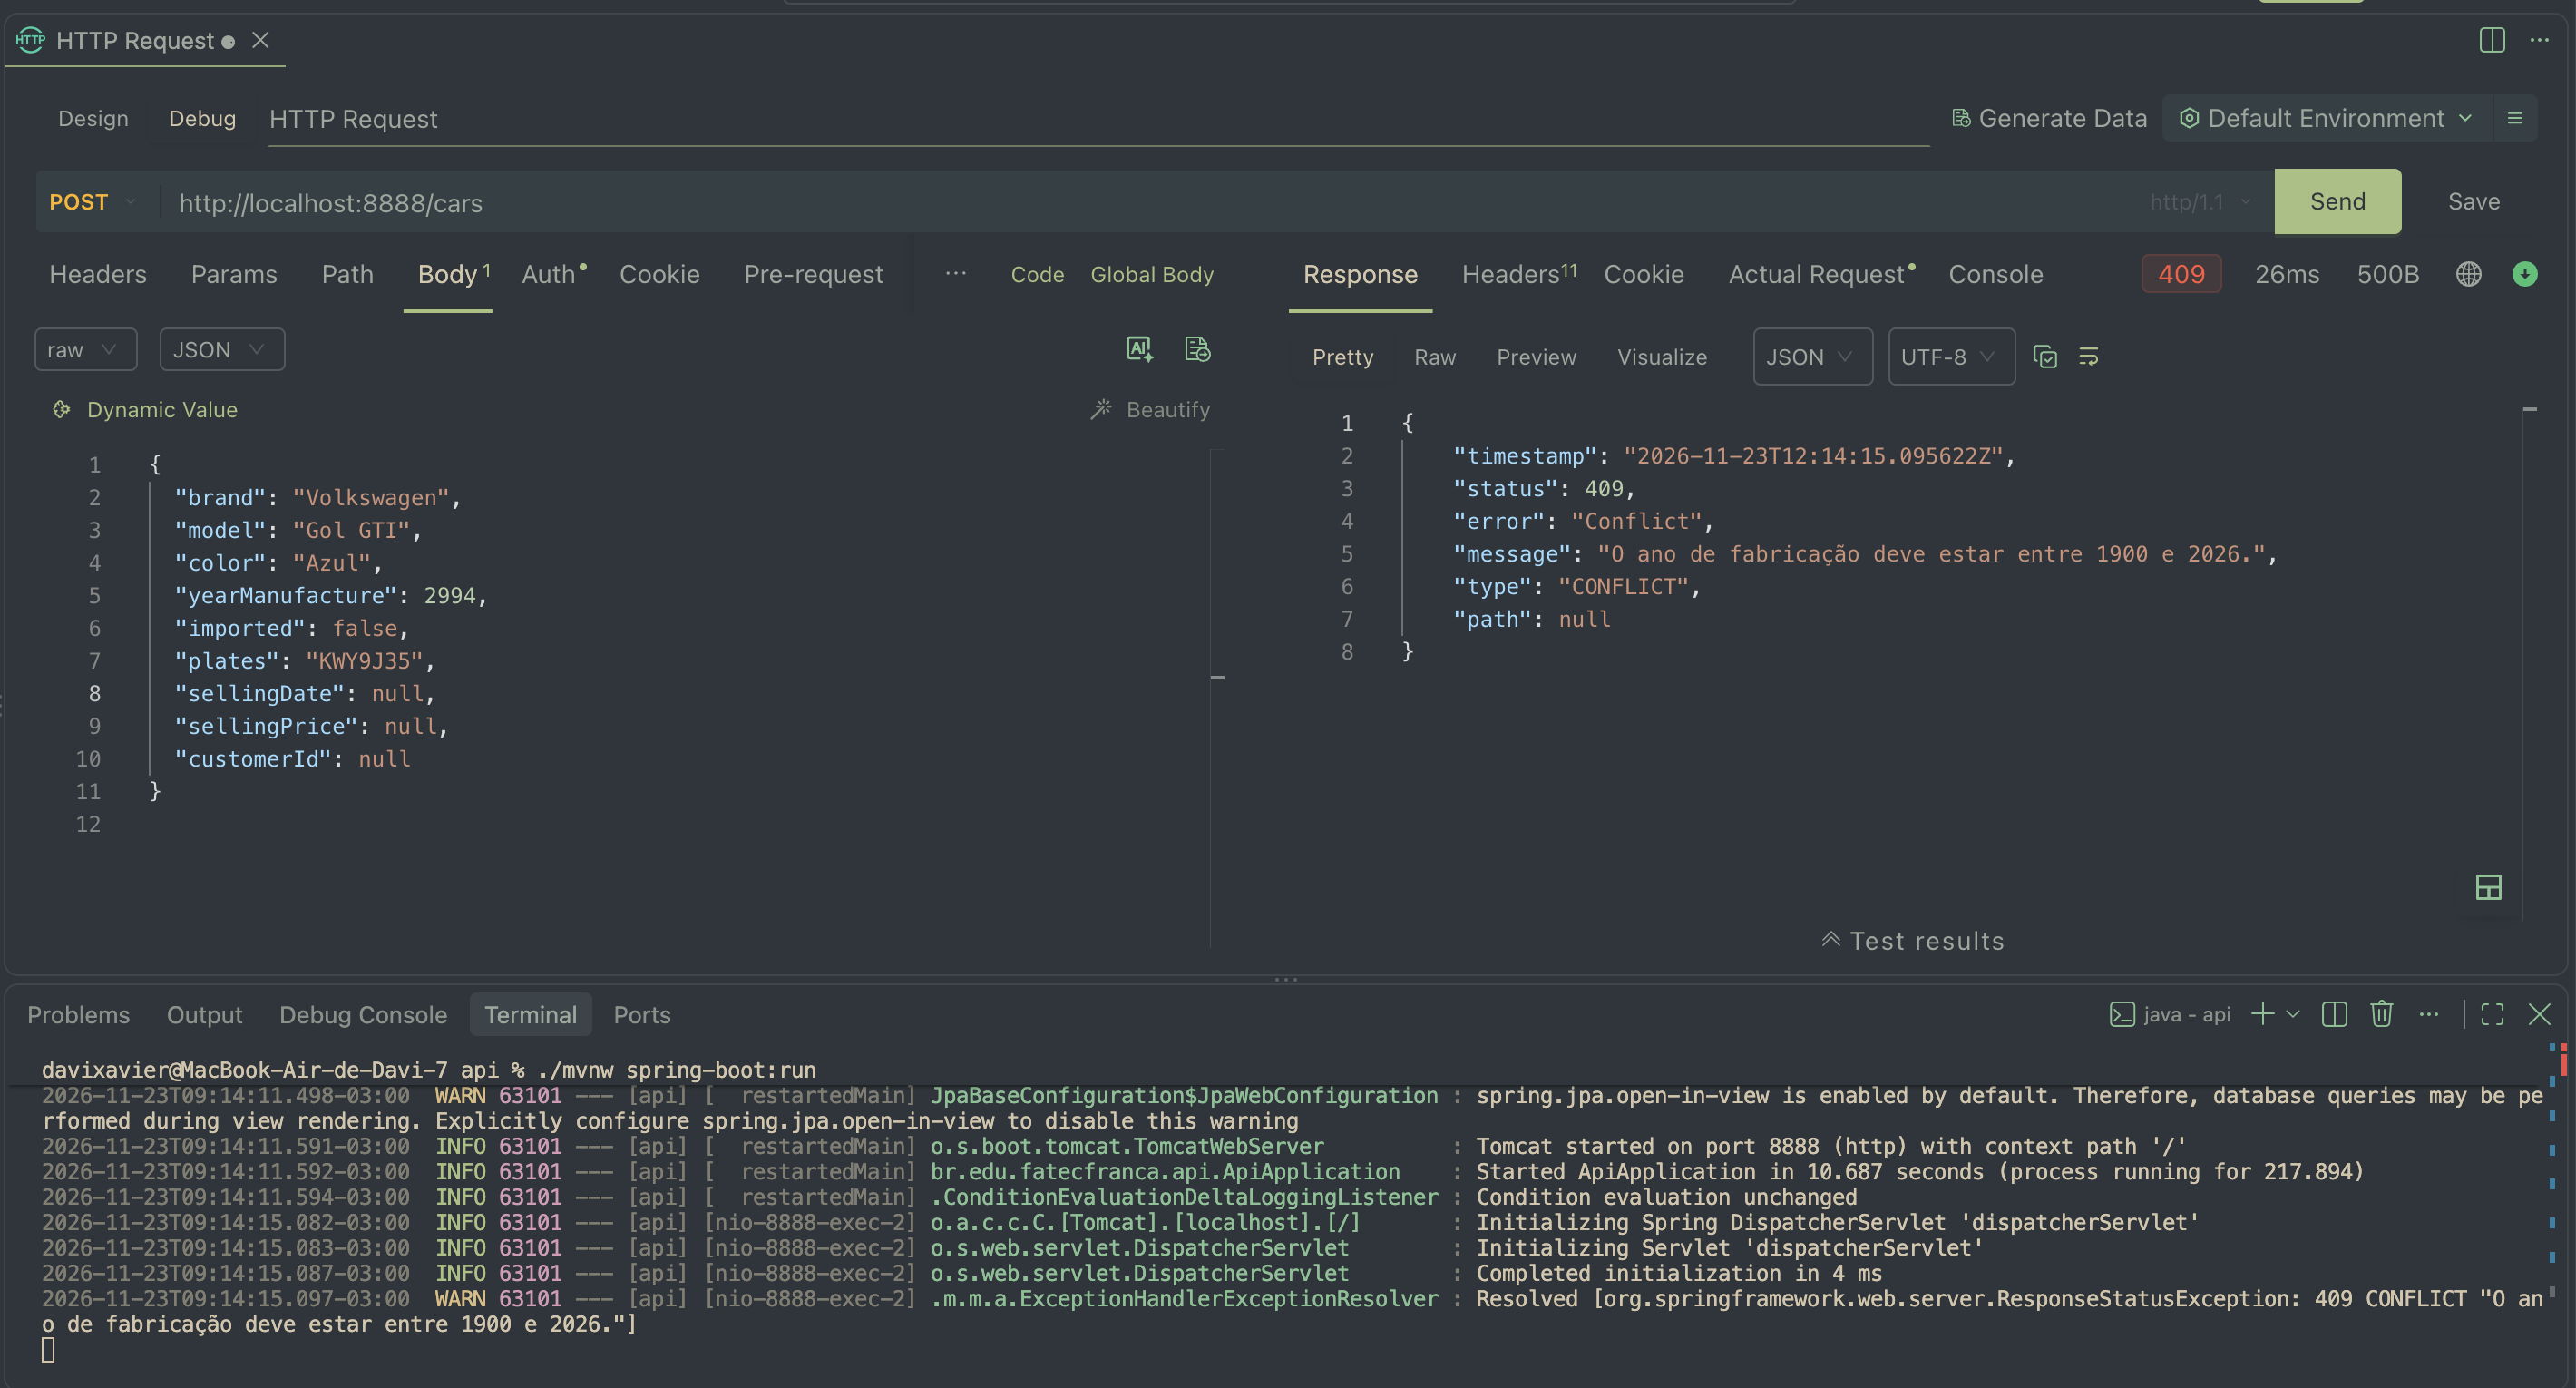 HTTP HTTP Request
Design Debug HTTP Request Generate Data Default Environment
POST http://localhost:8888/cars http/1.1 Send Save
Headers Params Path Body 1 Auth Cookie Pre-request ... Code Global Body
raw JSON AI
Dynamic Value Beautify
1 {
2 "brand": "Volkswagen",
3 "model": "Gol GTI",
4 "color": "Azul",
5 "yearManufacture": 2994,
6 "imported": false,
7 "plates": "KWY9J35",
8 "sellingDate": null,
9 "sellingPrice": null,
10 "customerId": null
11 }
12
Response Headers 11 Cookie Actual Request Console 409 26ms 500B
Pretty Raw Preview Visualize JSON UTF-8
1 {
2 "timestamp": "2026-11-23T12:14:15.095622Z",
3 "status": 409,
4 "error": "Conflict",
5 "message": "O ano de fabricação deve estar entre 1900 e 2026.",
6 "type": "CONFLICT",
7 "path": null
8 }
Test results
Problems Output Debug Console Terminal Ports java - api
davixavier@MacBook-Air-de-Davi-7 api % ./mvnw spring-boot:run
2026-11-23T09:14:11.498-03:00 WARN 63101 --- [api] [ restartedMain] JpaBaseConfiguration$JpaWebConfiguration : spring.jpa.open-in-view is enabled by default. Therefore, database queries may be pe
rformed during view rendering. Explicitly configure spring.jpa.open-in-view to disable this warning
2026-11-23T09:14:11.591-03:00 INFO 63101 --- [api] [ restartedMain] o.s.boot.tomcat.TomcatWebServer : Tomcat started on port 8888 (http) with context path '/'
2026-11-23T09:14:11.592-03:00 INFO 63101 --- [api] [ restartedMain] br.edu.fatecfranca.api.ApiApplication : Started ApiApplication in 10.687 seconds (process running for 217.894)
2026-11-23T09:14:11.594-03:00 INFO 63101 --- [api] [ restartedMain] .ConditionEvaluationDeltaLoggingListener : Condition evaluation unchanged
2026-11-23T09:14:15.082-03:00 INFO 63101 --- [api] [nio-8888-exec-2] o.a.c.c.C.[Tomcat].[localhost].[/] : Initializing Spring DispatcherServlet 'dispatcherServlet'
2026-11-23T09:14:15.083-03:00 INFO 63101 --- [api] [nio-8888-exec-2] o.s.web.servlet.DispatcherServlet : Initializing Servlet 'dispatcherServlet'
2026-11-23T09:14:15.087-03:00 INFO 63101 --- [api] [nio-8888-exec-2] o.s.web.servlet.DispatcherServlet : Completed initialization in 4 ms
2026-11-23T09:14:15.097-03:00 WARN 63101 --- [api] [nio-8888-exec-2] .m.m.a.ExceptionHandlerExceptionResolver : Resolved [org.springframework.web.server.ResponseStatusException: 409 CONFLICT "O an
o de fabricação deve estar entre 1900 e 2026."]